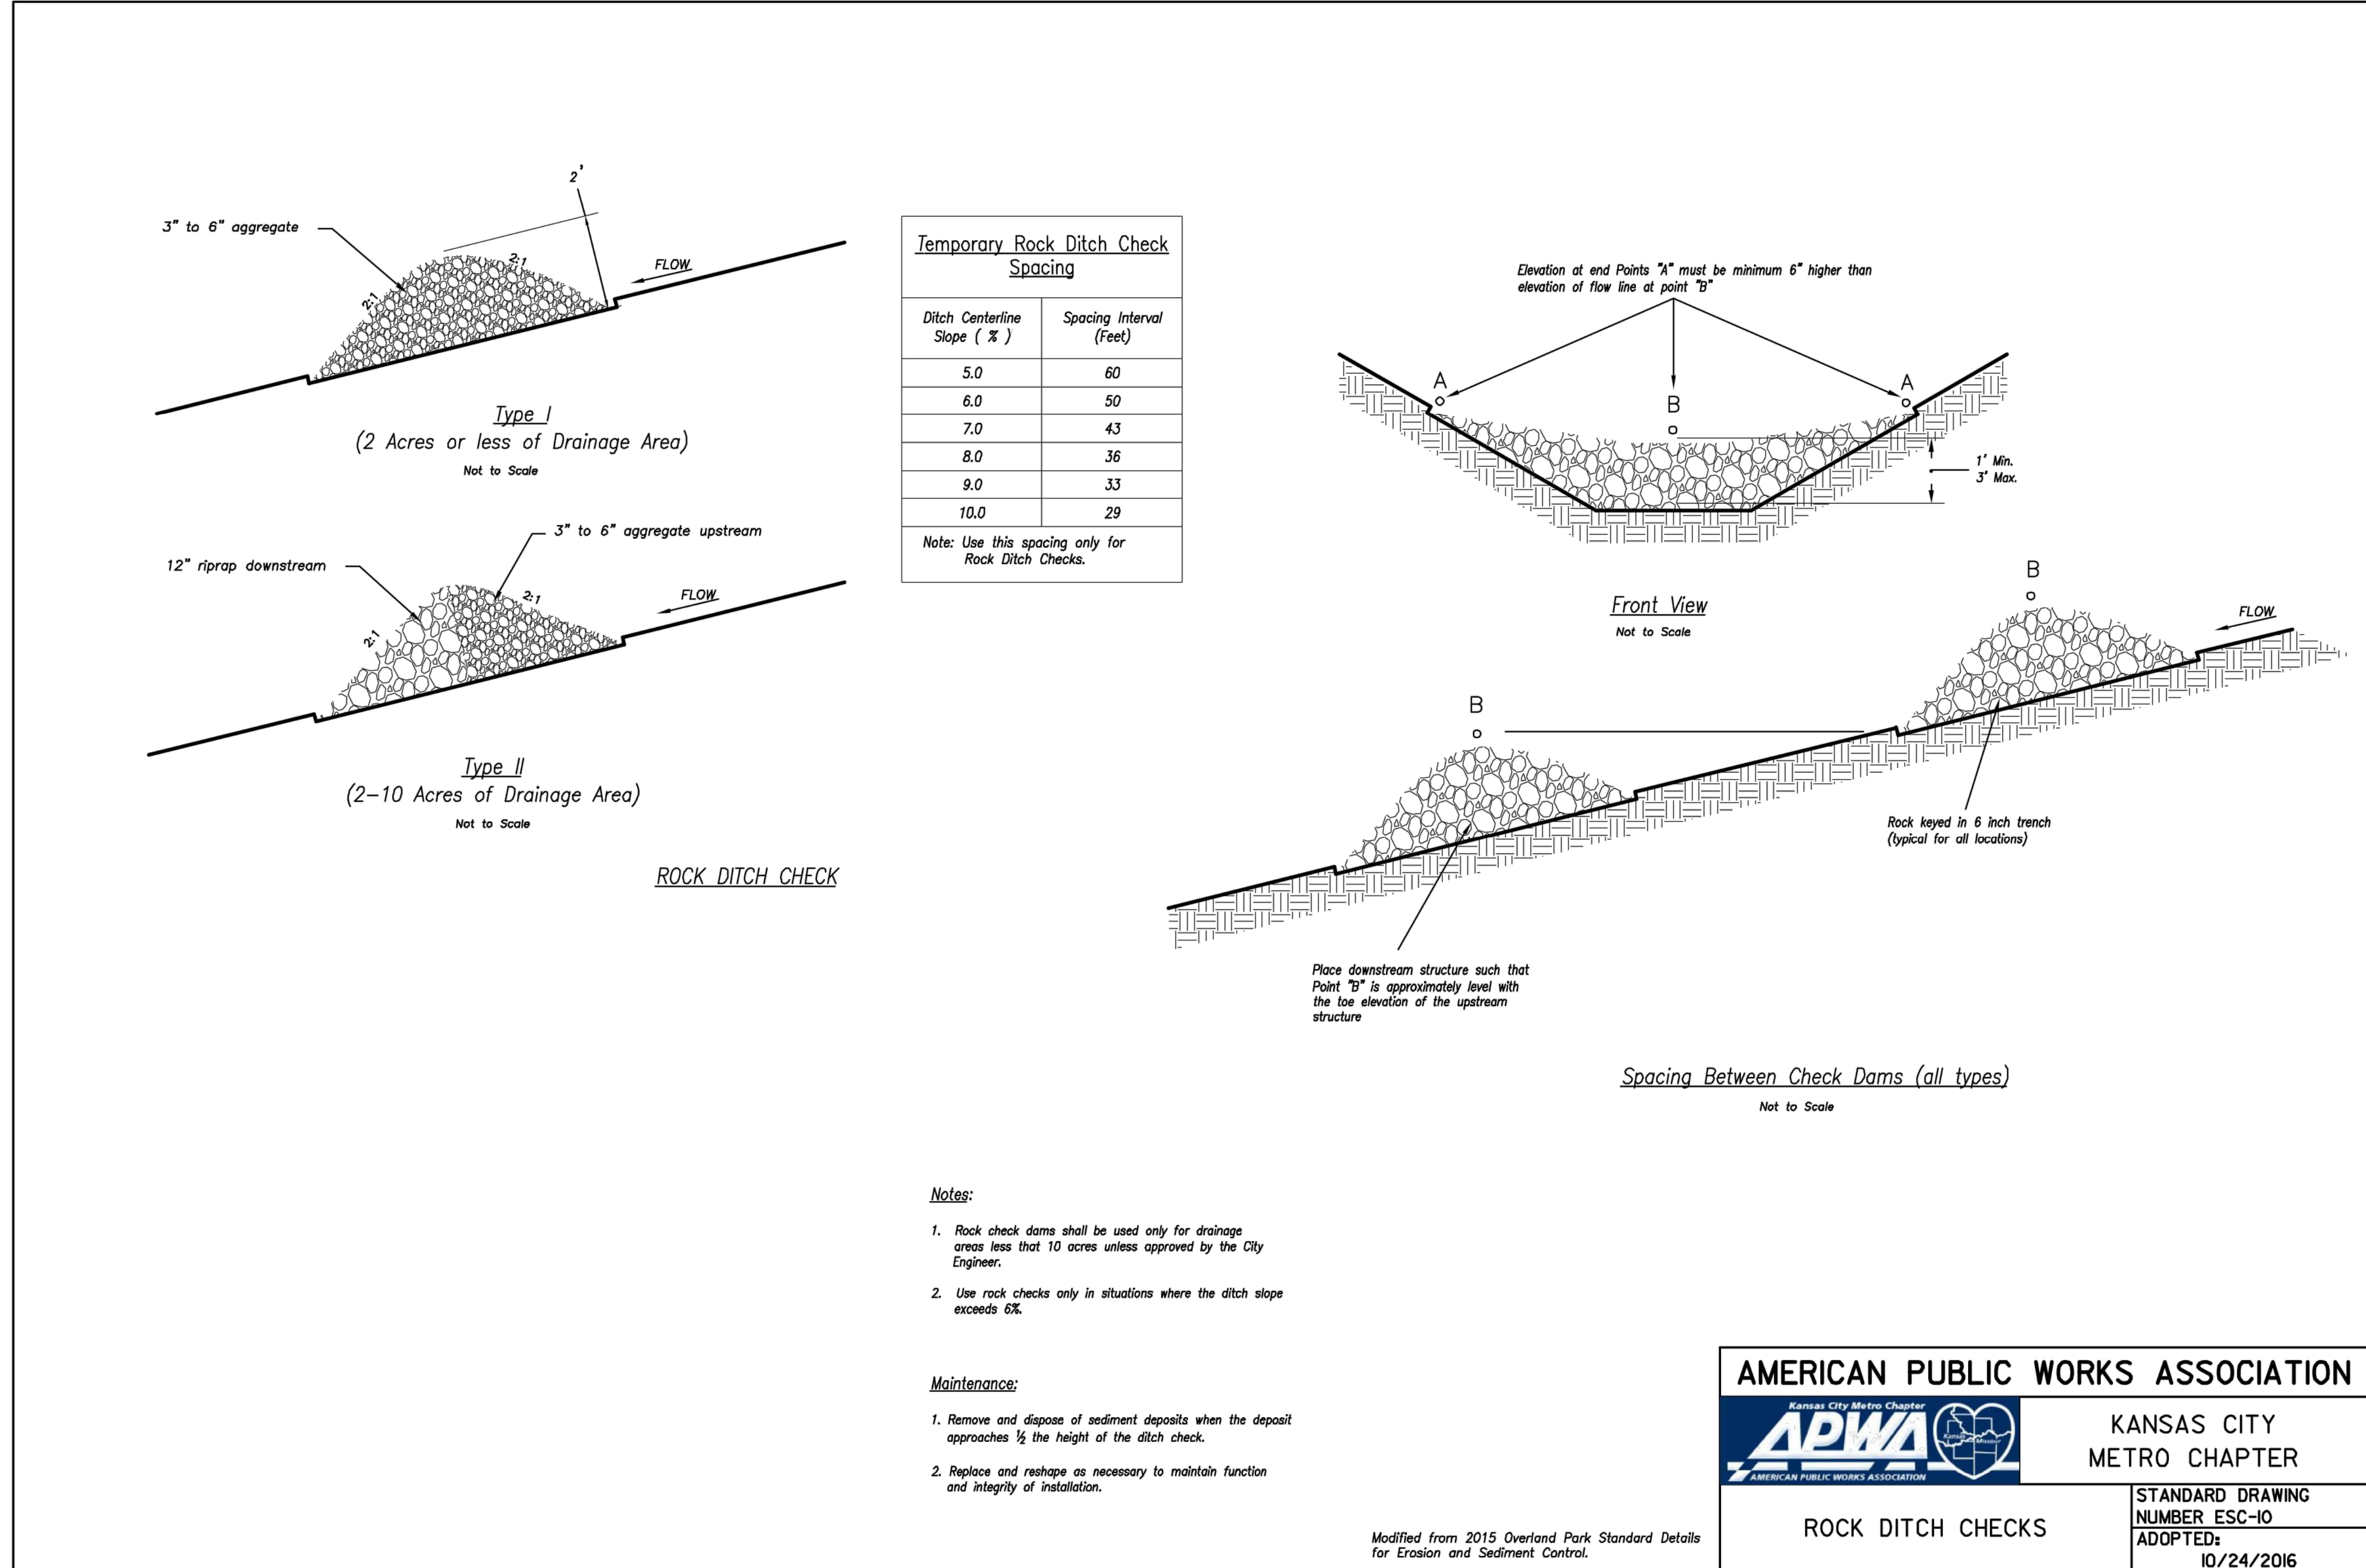 2'
3" to 6" aggregate
2:1
2:1
FLOW
Type I
(2 Acres or less of Drainage Area)
Not to Scale
3" to 6" aggregate upstream
12" riprap downstream
2:1
2:1
FLOW
Type II
(2-10 Acres of Drainage Area)
Not to Scale
ROCK DITCH CHECK
Temporary Rock Ditch Check
Spacing
Ditch Centerline Slope ( % ) Spacing Interval (Feet)
5.0 60
6.0 50
7.0 43
8.0 36
9.0 33
10.0 29
Note: Use this spacing only for
Rock Ditch Checks.
Elevation at end Points "A" must be minimum 6" higher than
elevation of flow line at point "B"
A
A
B
1' Min.
3' Max.
Front View
Not to Scale
B
FLOW
B
Rock keyed in 6 inch trench
(typical for all locations)
Place downstream structure such that
Point "B" is approximately level with
the toe elevation of the upstream
structure
Spacing Between Check Dams (all types)
Not to Scale
Notes:
1. Rock check dams shall be used only for drainage
areas less that 10 acres unless approved by the City
Engineer.
2. Use rock checks only in situations where the ditch slope
exceeds 6%.
Maintenance:
1. Remove and dispose of sediment deposits when the deposit
approaches ½ the height of the ditch check.
2. Replace and reshape as necessary to maintain function
and integrity of installation.
Modified from 2015 Overland Park Standard Details
for Erosion and Sediment Control.
AMERICAN PUBLIC WORKS ASSOCIATION
Kansas City Metro Chapter
APWA
Kansas Missouri
AMERICAN PUBLIC WORKS ASSOCIATION
KANSAS CITY
METRO CHAPTER
ROCK DITCH CHECKS
STANDARD DRAWING
NUMBER ESC-10
ADOPTED:
10/24/2016